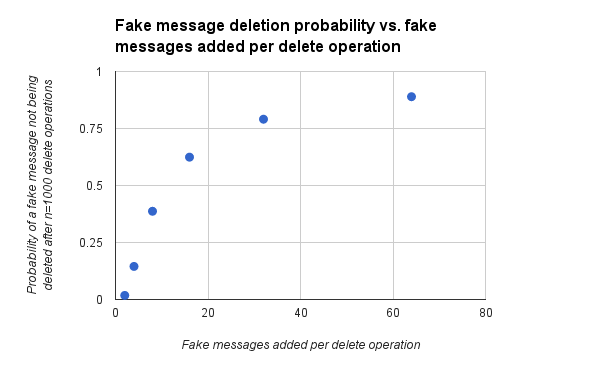 Fake message deletion probability vs. fake
messages added per delete operation
Probability of a fake message not being
deleted after n=1000 delete operations
1
0.75
0.5
0.25
0
0
20
40
60
80
Fake messages added per delete operation